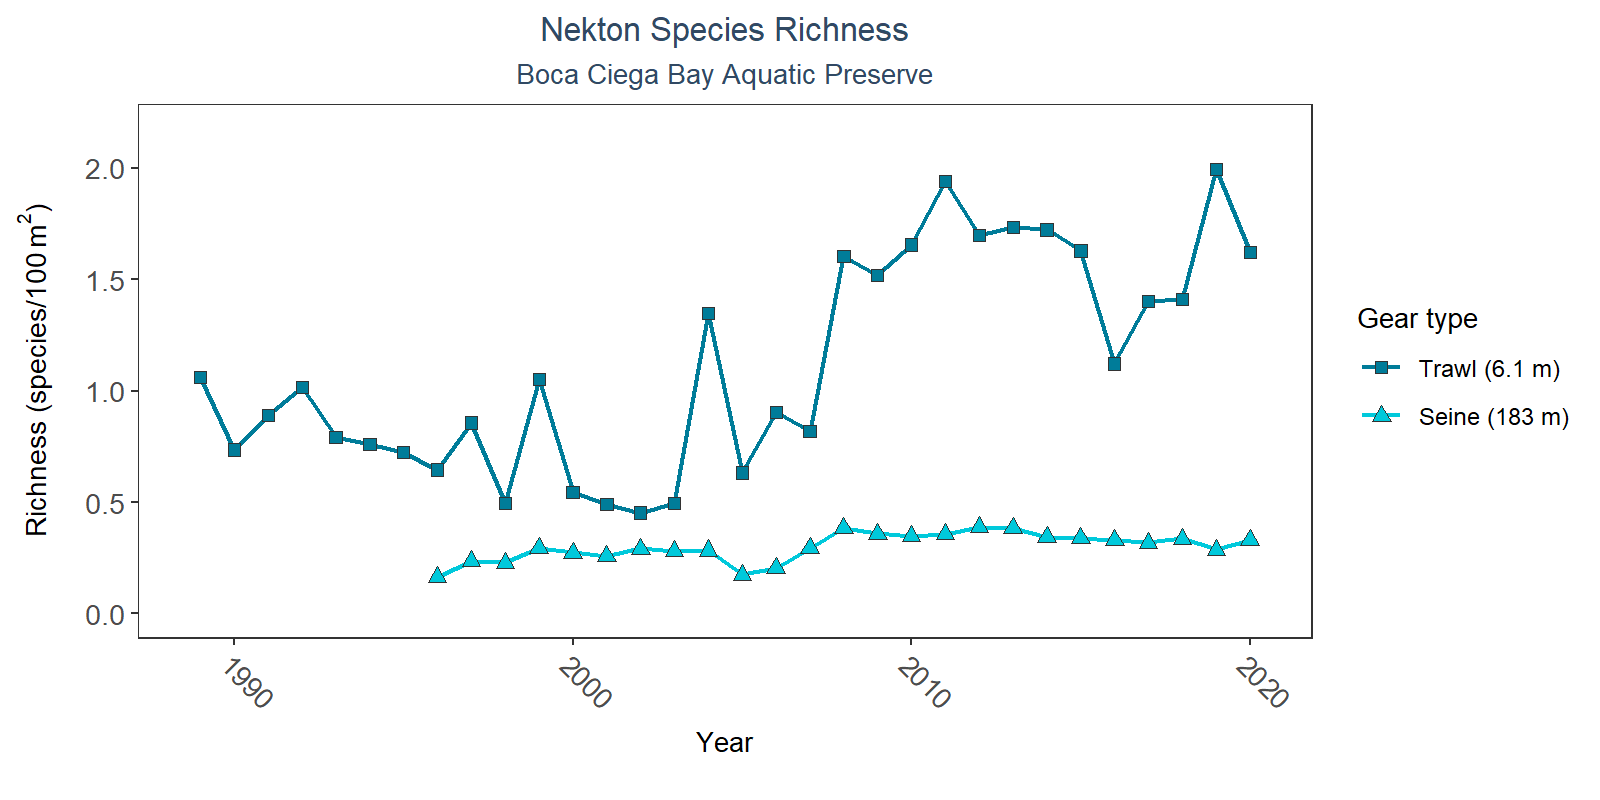 Nekton Species Richness
Boca Ciega Bay Aquatic Preserve
Richness (species/100 m²)
2.0
1.5
1.0
0.5
0.0
1990
2000
2010
2020
Year
Gear type
Trawl (6.1 m)
Seine (183 m)